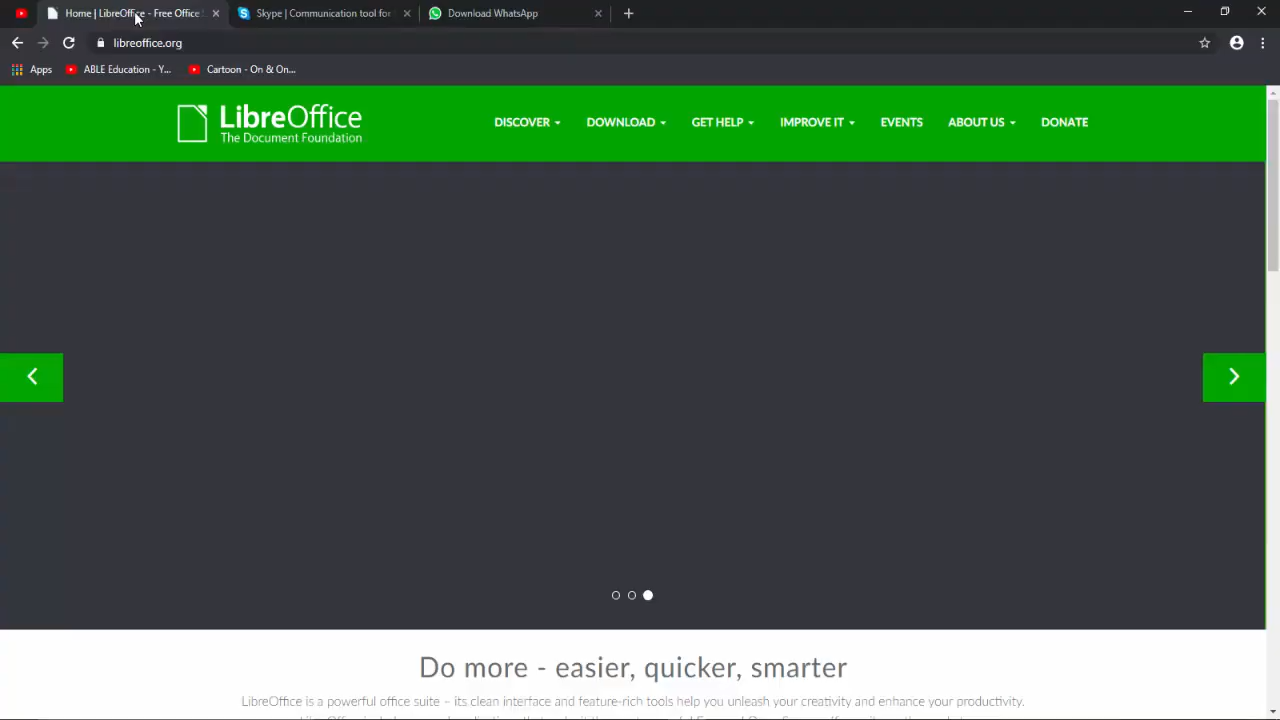 Home | LibreOffice - Free Office
Skype | Communication tool for
Download WhatsApp
libreoffice.org
Apps
ABLE Education - Y...
Cartoon - On & On...
LibreOffice
The Document Foundation
DISCOVER
DOWNLOAD
GET HELP
IMPROVE IT
EVENTS
ABOUT US
DONATE
Do more - easier, quicker, smarter
LibreOffice is a powerful office suite – its clean interface and feature-rich tools help you unleash your creativity and enhance your productivity.